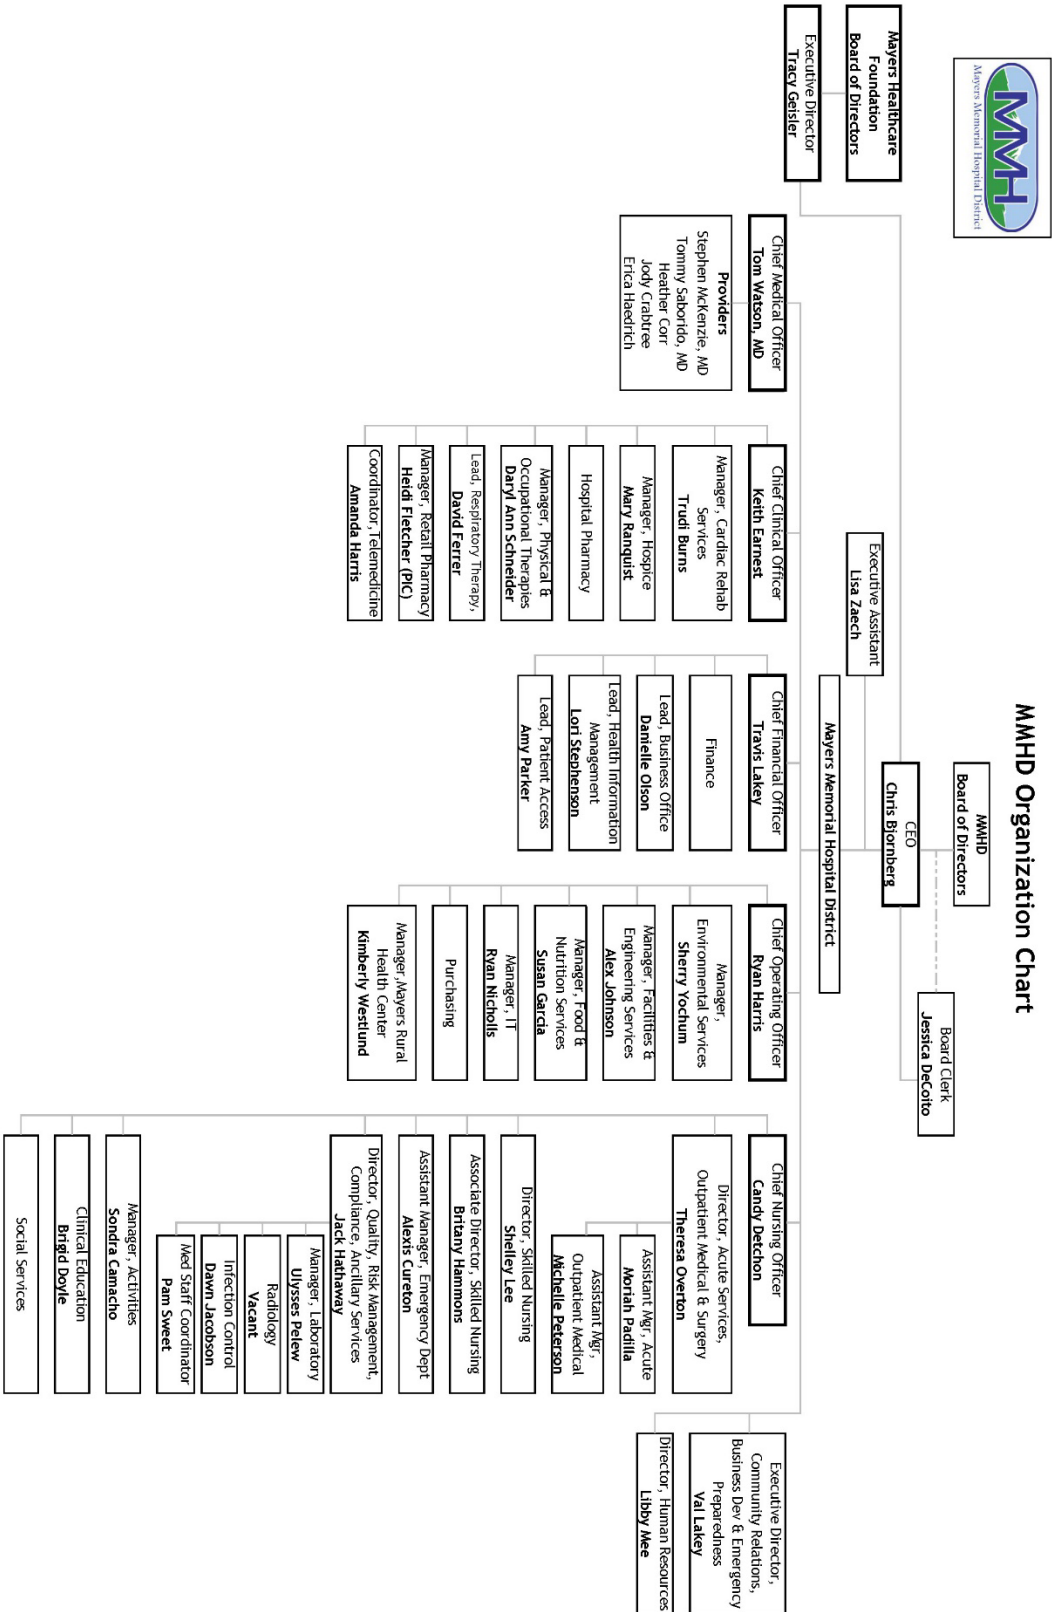 MMH
Mayers Memorial Hospital District
MMHD Organization Chart
MMHD
Board of Directors
Board Clerk
Jessica DeCoito
CEO
Chris Bjornberg
Mayers Healthcare
Foundation
Board of Directors
Executive Director
Tracy Geisler
Executive Assistant
Lisa Zaech
Mayers Memorial Hospital District
Chief Medical Officer
Tom Watson, MD
Providers
Stephen McKenzie, MD
Tommy Saborido, MD
Heather Corr
Jody Crabtree
Erica Haedrich
Chief Clinical Officer
Keith Earnest
Manager, Cardiac Rehab
Services
Trudi Burns
Manager, Hospice
Mary Ranquist
Hospital Pharmacy
Manager, Physical &
Occupational Therapies
Daryl Ann Schneider
Lead, Respiratory Therapy,
David Ferrer
Manager, Retail Pharmacy
Heidi Fletcher (PIC)
Coordinator, Telemedicine
Amanda Harris
Chief Financial Officer
Travis Lakey
Finance
Lead, Business Office
Danielle Olson
Lead, Health Information
Management
Lori Stephenson
Lead, Patient Access
Amy Parker
Chief Operating Officer
Ryan Harris
Manager,
Environmental Services
Sherry Yochum
Manager, Facilities &
Engineering Services
Alex Johnson
Manager, Food &
Nutrition Services
Susan Garcia
Manager, IT
Ryan Nicholls
Purchasing
Manager,Mayers Rural
Health Center
Kimberly Westlund
Chief Nursing Officer
Candy Detchon
Director, Acute Services,
Outpatient Medical & Surgery
Theresa Overton
Assistant Mgr, Acute
Moriah Padilla
Assistant Mgr,
Outpatient Medical
Michelle Peterson
Director, Skilled Nursing
Shelley Lee
Associate Director, Skilled Nursing
Britany Hammons
Assistant Manager, Emergency Dept
Alexis Cureton
Director, Quality, Risk Management,
Compliance, Ancillary Services
Jack Hathaway
Manager, Laboratory
Ulysses Pelew
Radiology
Vacant
Infection Control
Dawn Jacobson
Med Staff Coordinator
Pam Sweet
Manager, Activities
Sondra Camacho
Clinical Education
Brigid Doyle
Social Services
Executive Director,
Community Relations,
Business Dev & Emergency
Preparedness
Val Lakey
Director, Human Resources
Libby Mee